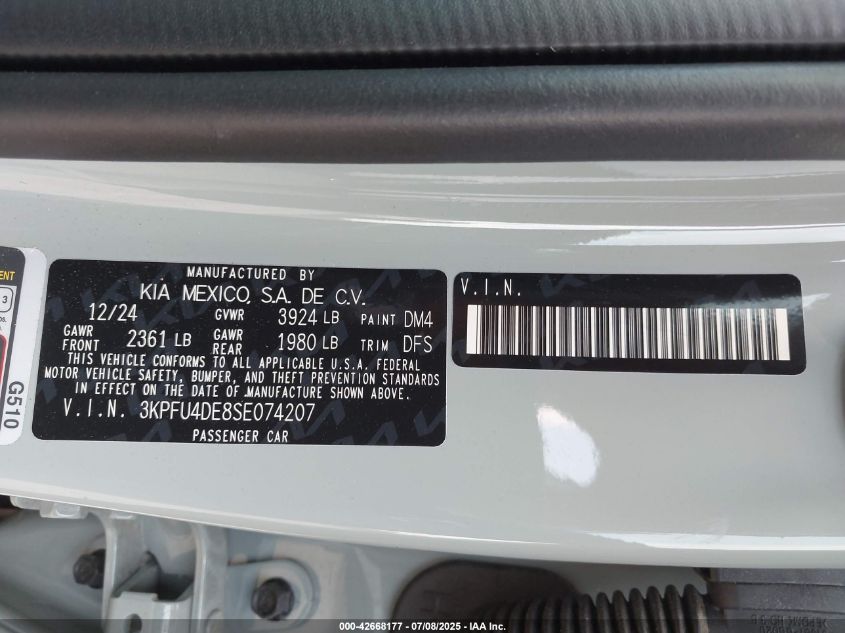 MANUFACTURED BY
KIA MEXICO, S.A. DE C.V.
12/24 GVWR 3924 LB PAINT DM4
GAWR FRONT 2361 LB GAWR REAR 1980 LB TRIM DFS
THIS VEHICLE CONFORMS TO ALL APPLICABLE U.S.A. FEDERAL
MOTOR VEHICLE SAFETY, BUMPER, AND THEFT PREVENTION STANDARDS
IN EFFECT ON THE DATE OF MANUFACTURE SHOWN ABOVE.
V.I.N. 3KPFU4DE8SE074207
PASSENGER CAR
V.I.N.
3
G510
000-42668177 - 07/08/2025 - IAA Inc.